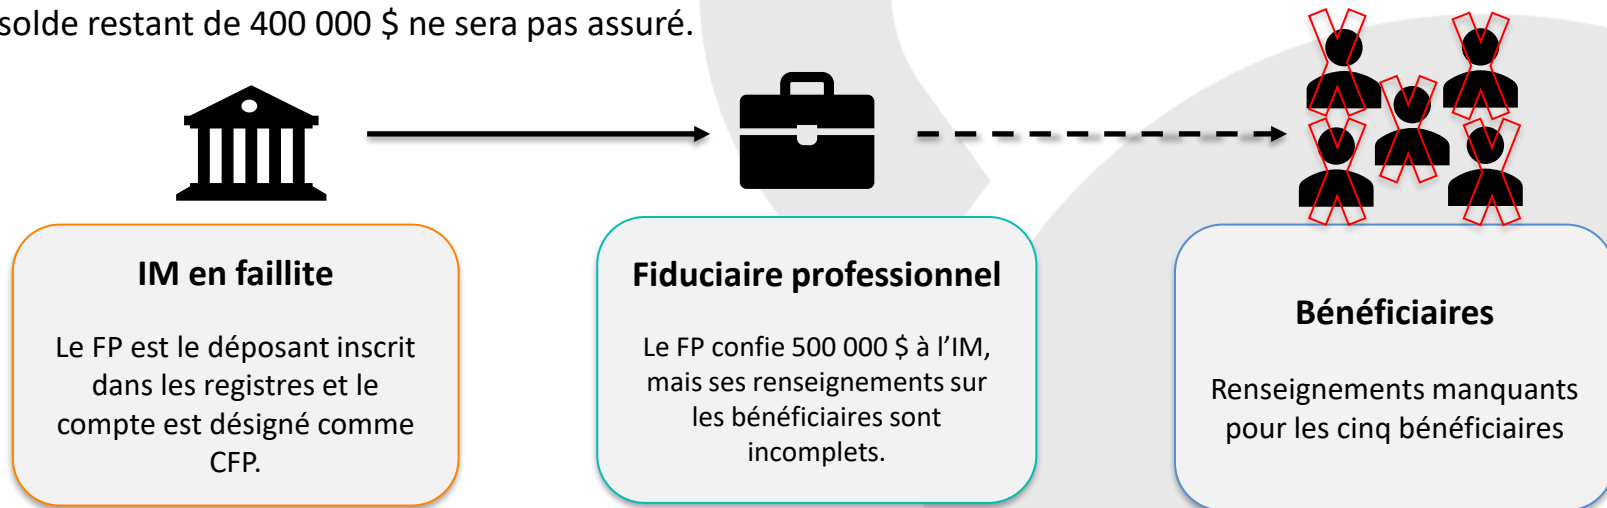 solde restant de 400 000 $ ne sera pas assuré.
IM en faillite
Le FP est le déposant inscrit
dans les registres et le
compte est désigné comme
CFP.
Fiduciaire professionnel
Le FP confie 500 000 $ à l’IM,
mais ses renseignements sur
les bénéficiaires sont
incomplets.
Bénéficiaires
Renseignements manquants
pour les cinq bénéficiaires